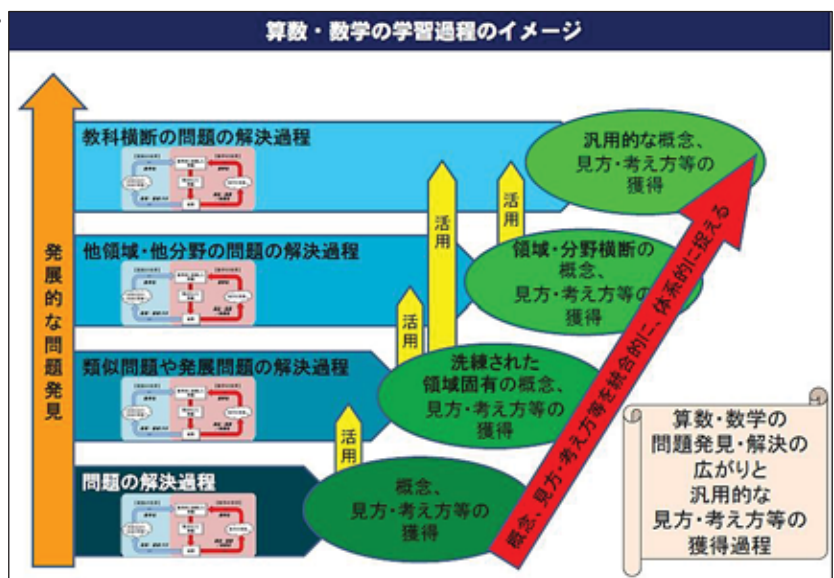 算数・数学の学習過程のイメージ
発展的な問題発見
教科横断の問題の解決過程
汎用的な概念、
見方・考え方等の
獲得
活用
活用
他領域・他分野の問題の解決過程
領域・分野横断の
概念、
見方・考え方等の
獲得
活用
類似問題や発展問題の解決過程
洗練された
領域固有の概念、
見方・考え方等の
獲得
活用
問題の解決過程
概念、
見方・考え方等の
獲得
概念、見方・考え方等を統合的に、体系的に捉える
算数・数学の
問題発見・解決の
広がりと
汎用的な
見方・考え方等の
獲得過程